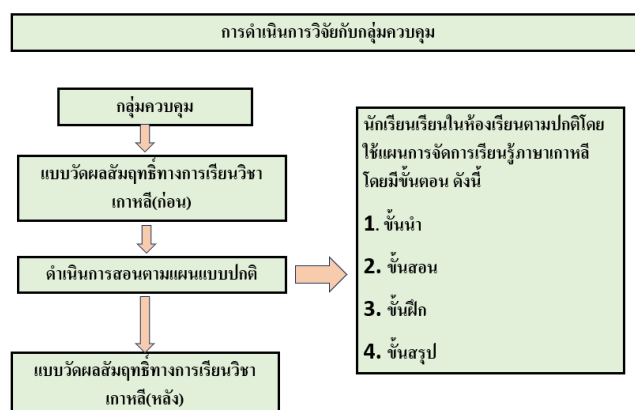 การดำเนินการวิจัยกับกลุ่มควบคุม
กลุ่มควบคุม
แบบวัดผลสัมฤทธิ์ทางการเรียนวิชา
เกาหลี(ก่อน)
ดำเนินการสอนตามแผนแบบปกติ
แบบวัดผลสัมฤทธิ์ทางการเรียนวิชา
เกาหลี(หลัง)
นักเรียนเรียนในห้องเรียนตามปกติโดย
ใช้แผนการจัดการเรียนรู้ภาษาเกาหลี
โดยมีขั้นตอน ดังนี้
1. ขั้นนำ
2. ขั้นสอน
3. ขั้นฝึก
4. ขั้นสรุป